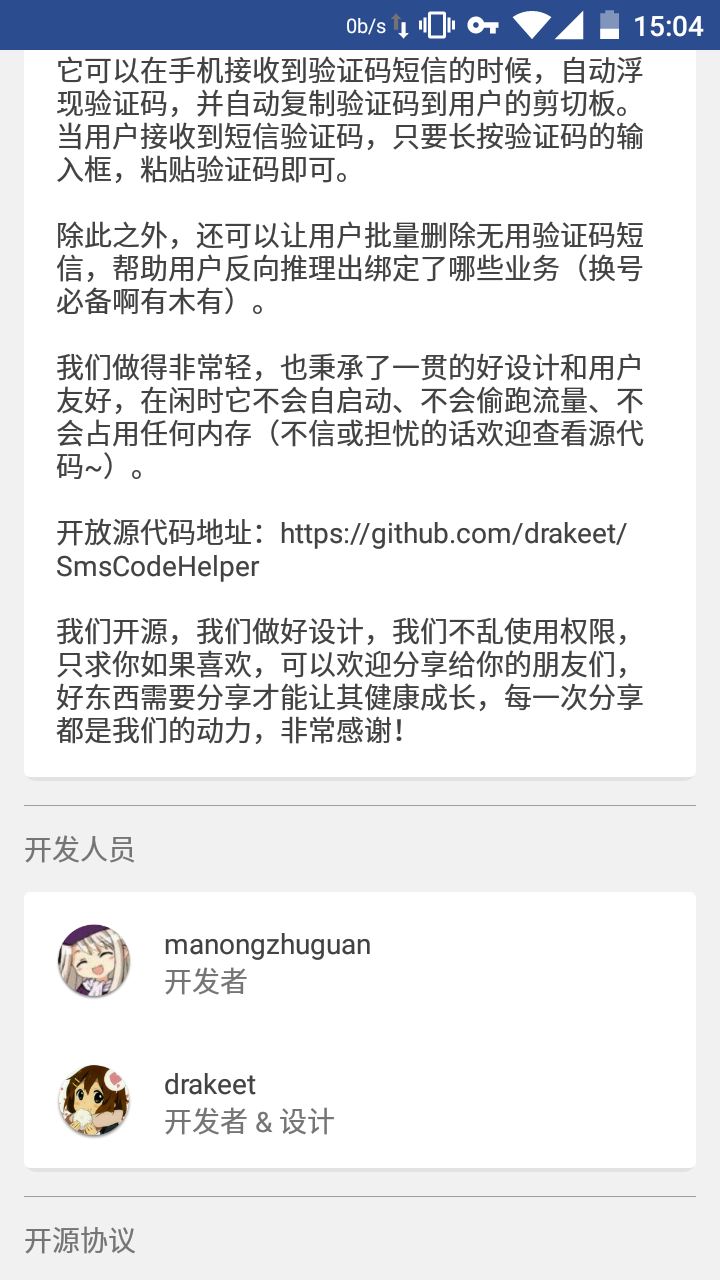 0b/s 15:04
它可以在手机接收到验证码短信的时候，自动浮
现验证码，并自动复制验证码到用户的剪切板。
当用户接收到短信验证码，只要长按验证码的输
入框，粘贴验证码即可。
除此之外，还可以让用户批量删除无用验证码短
信，帮助用户反向推理出绑定了哪些业务（换号
必备啊有木有）。
我们做得非常轻，也秉承了一贯的好设计和用户
友好，在闲时它不会自启动、不会偷跑流量、不
会占用任何内存（不信或担忧的话欢迎查看源代
码~）。
开放源代码地址：https://github.com/drakeet/
SmsCodeHelper
我们开源，我们做好设计，我们不乱使用权限，
只求你如果喜欢，可以欢迎分享给你的朋友们，
好东西需要分享才能让其健康成长，每一次分享
都是我们的动力，非常感谢！
开发人员
manongzhuguan
开发者
drakeet
开发者 & 设计
开源协议